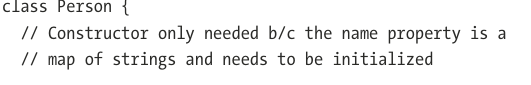 class Person {
// Constructor only needed b/c the name property is a
// map of strings and needs to be initialized